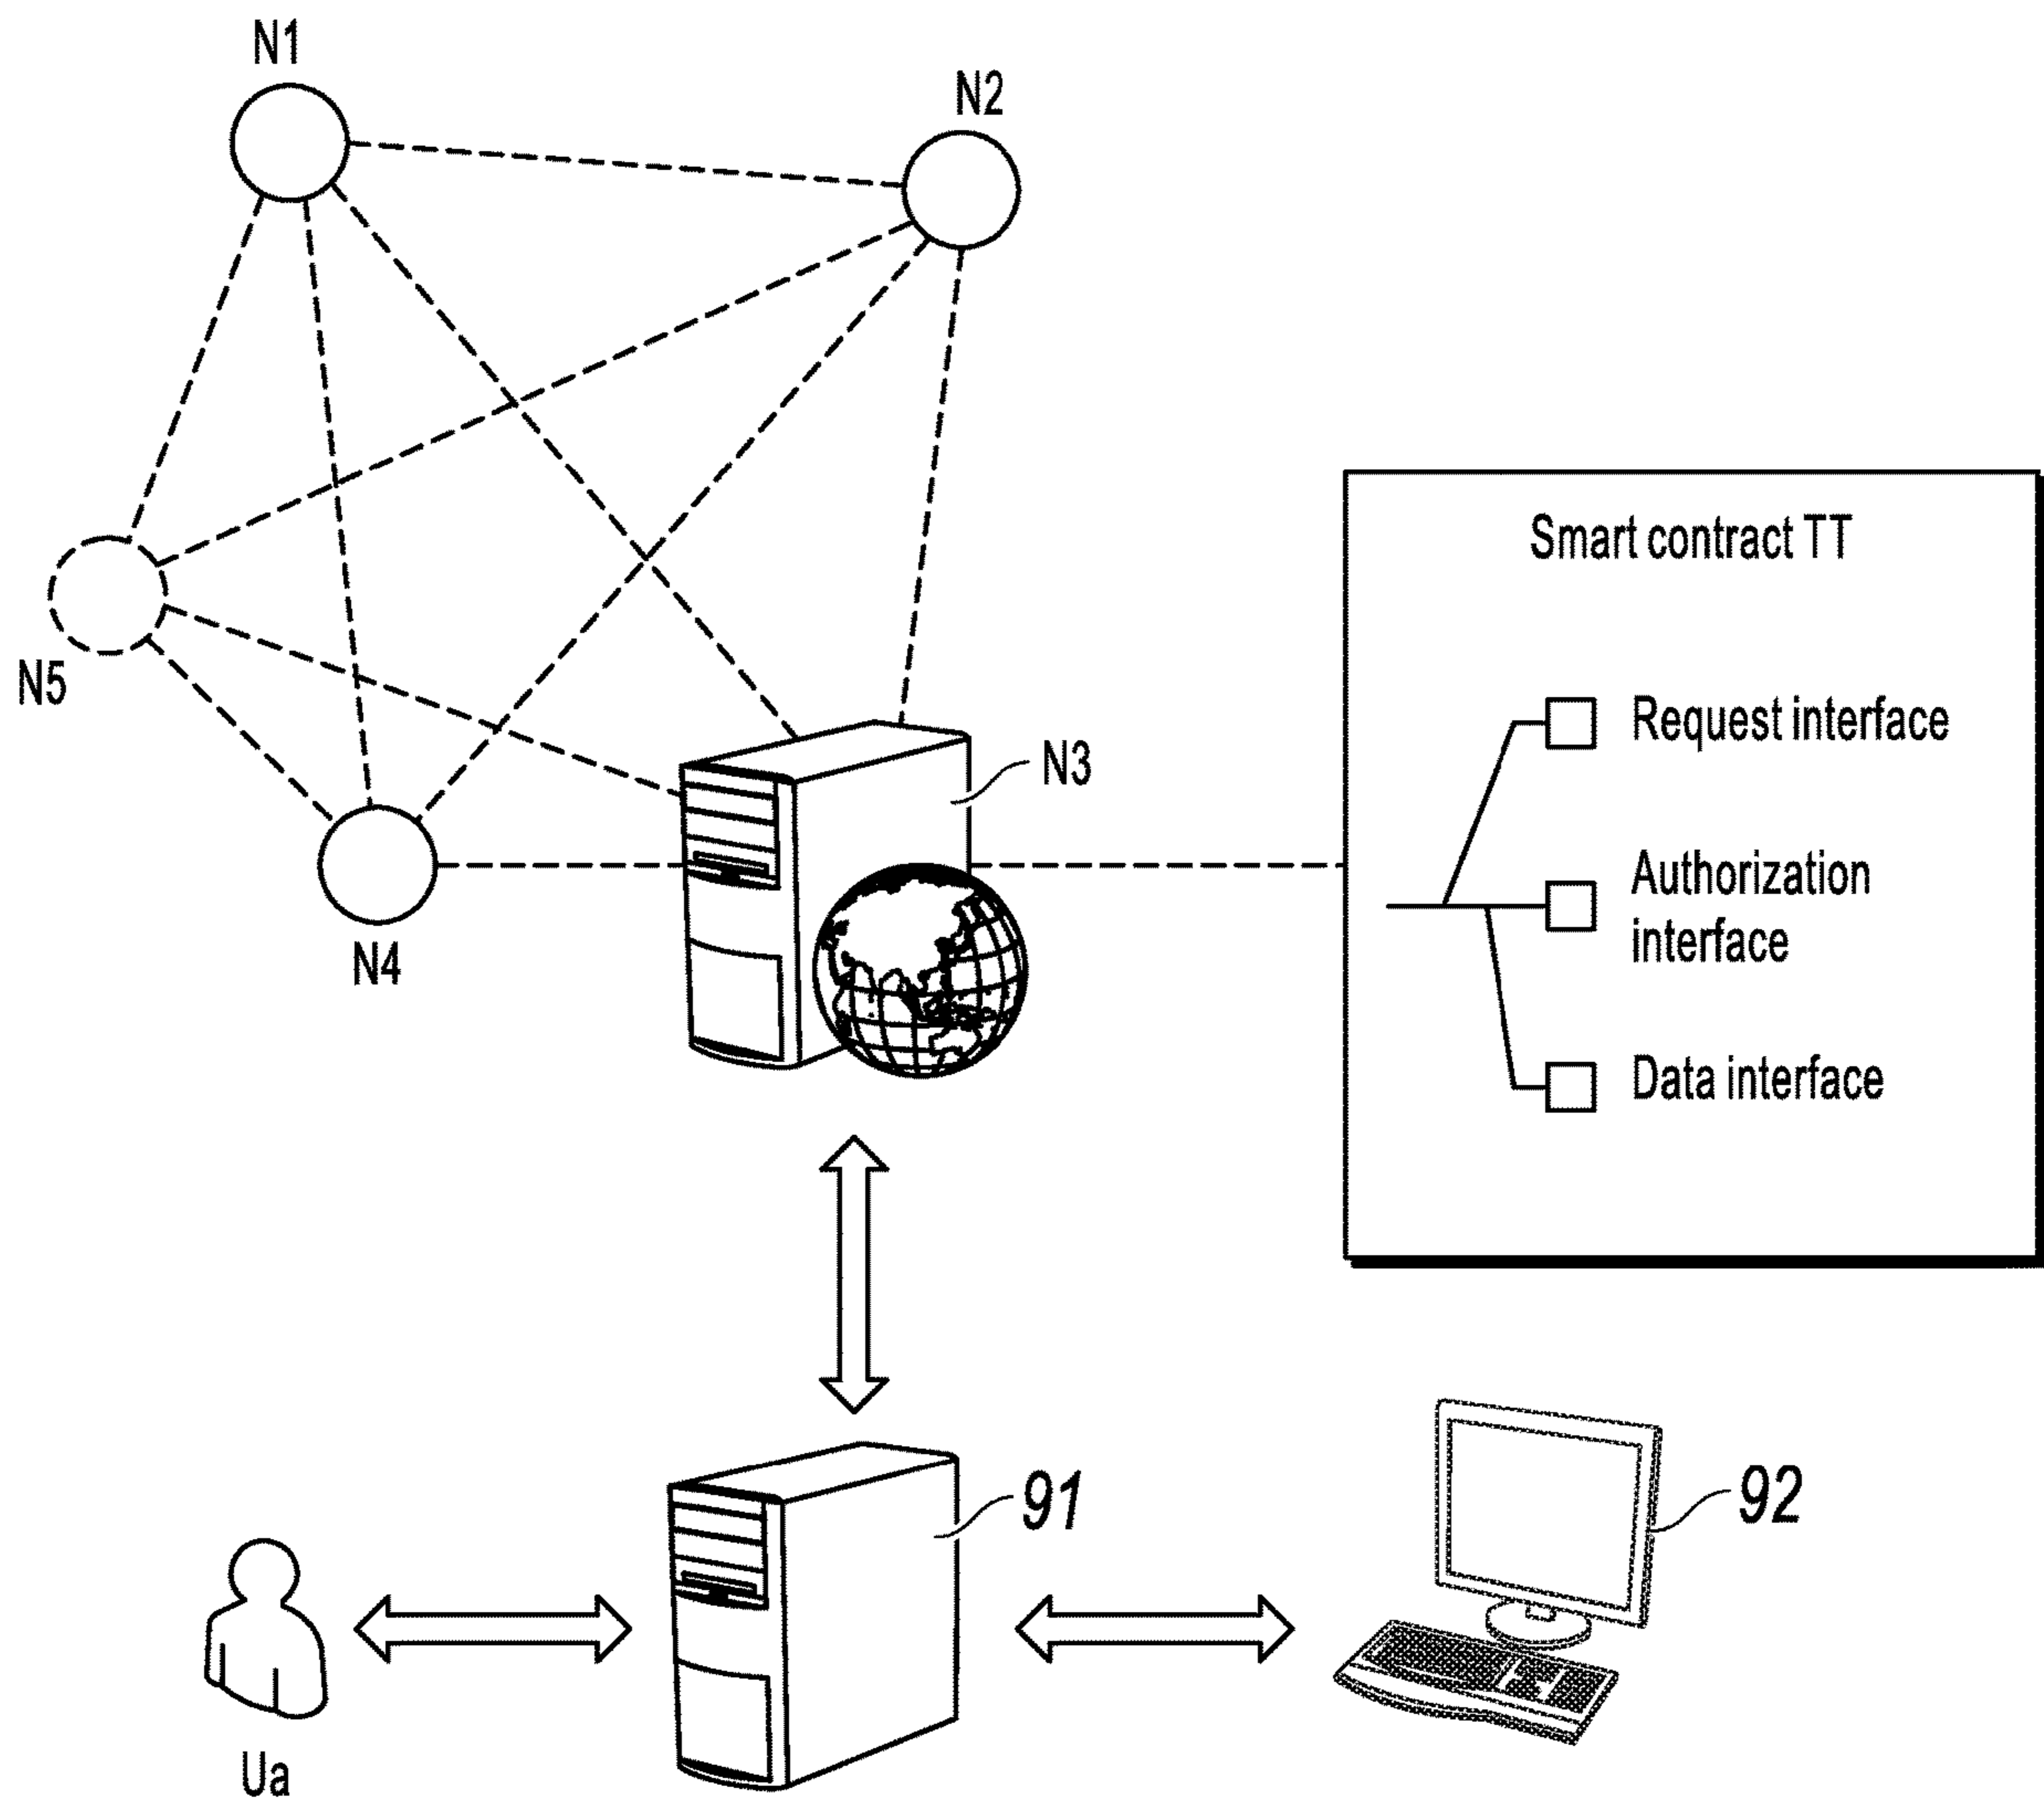 N1
N2
Smart contract TT
N5
Request interface
N3
Authorization
interface
N4
Data interface
91
92
Ua